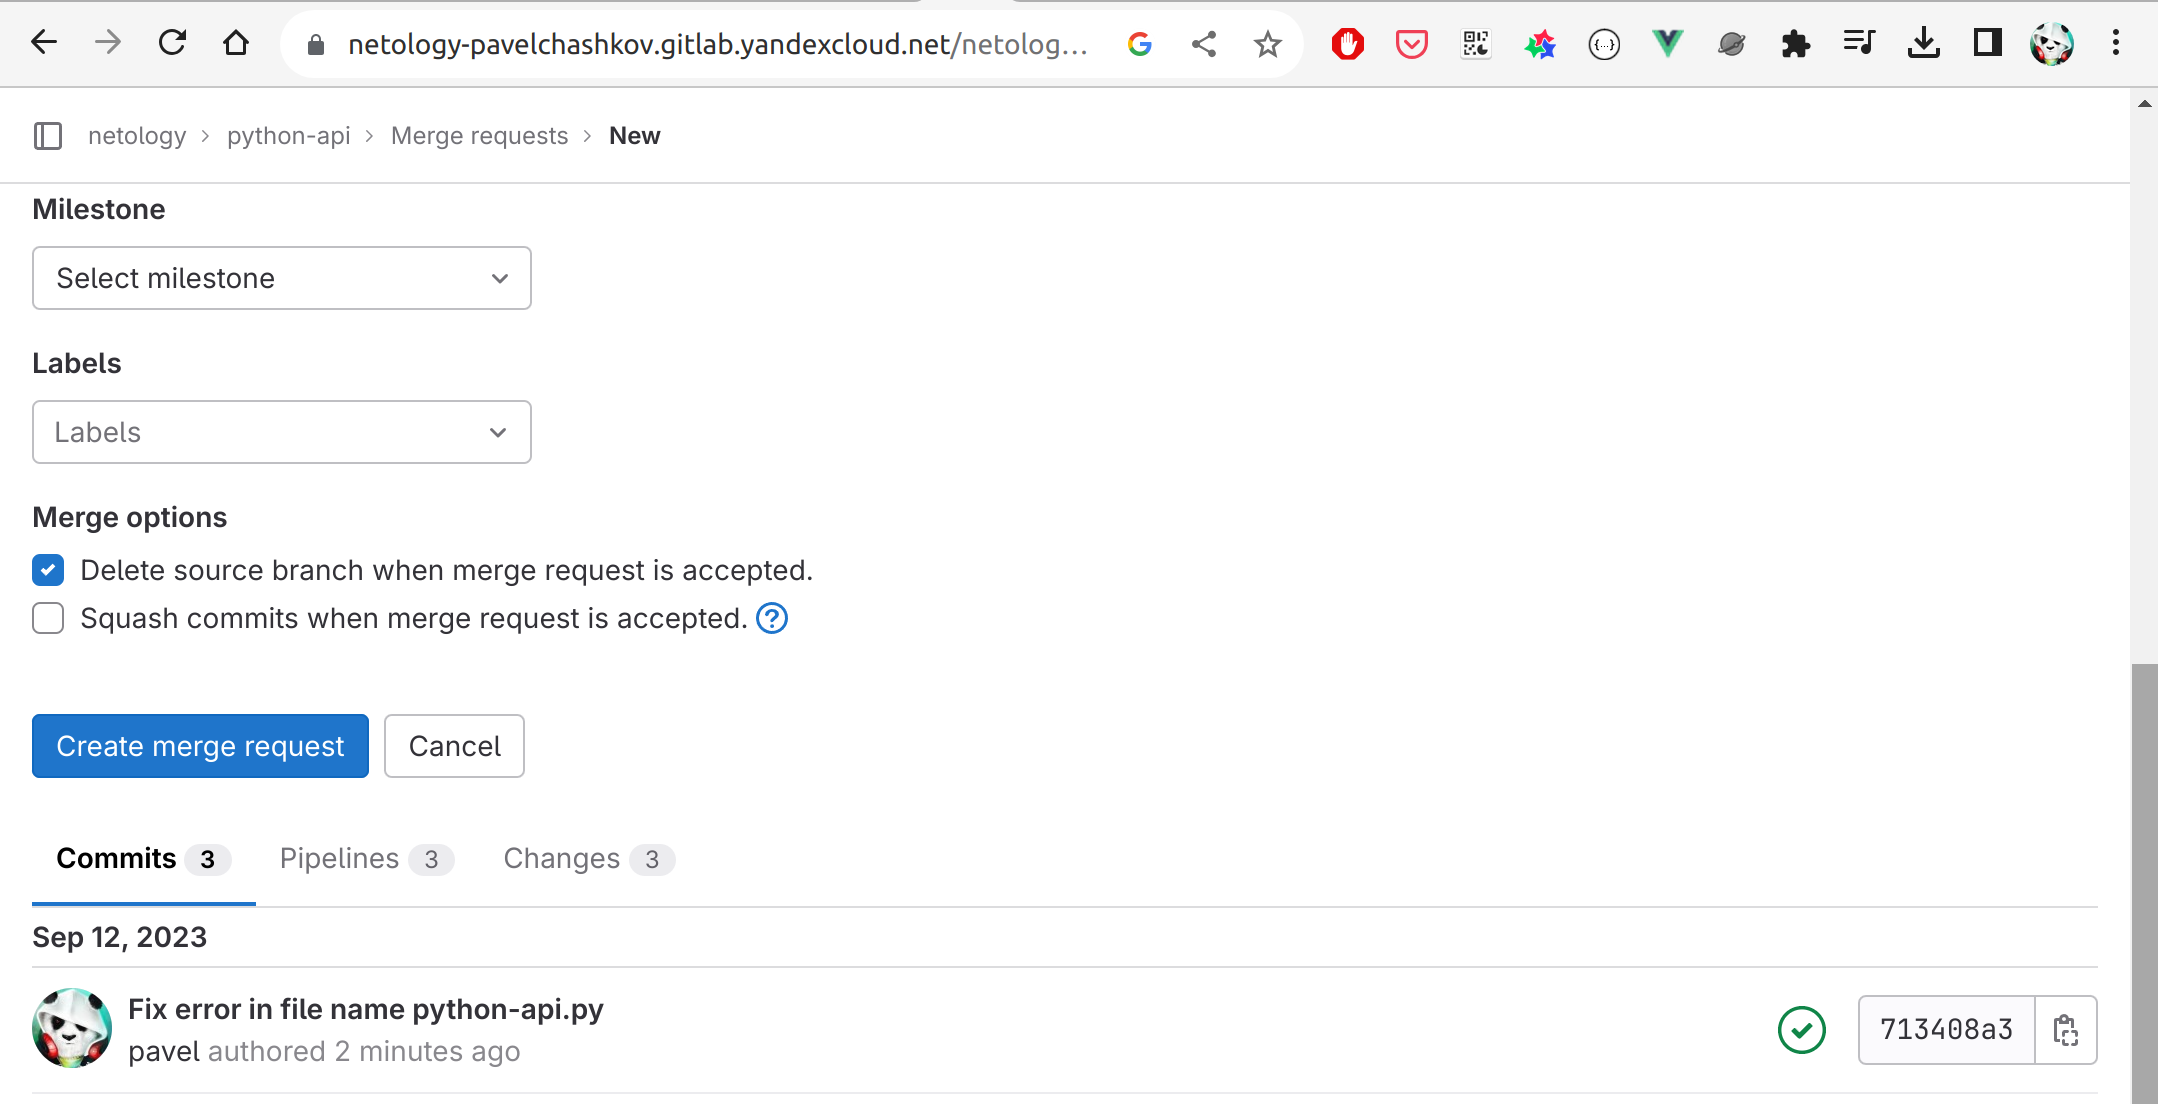 netology-pavelchashkov.gitlab.yandexcloud.net/netolog...
netology > python-api > Merge requests > New
Milestone
Select milestone
Labels
Labels
Merge options
Delete source branch when merge request is accepted.
Squash commits when merge request is accepted. ?
Create merge request Cancel
Commits 3 Pipelines 3 Changes 3
Sep 12, 2023
Fix error in file name python-api.py
pavel authored 2 minutes ago
713408a3